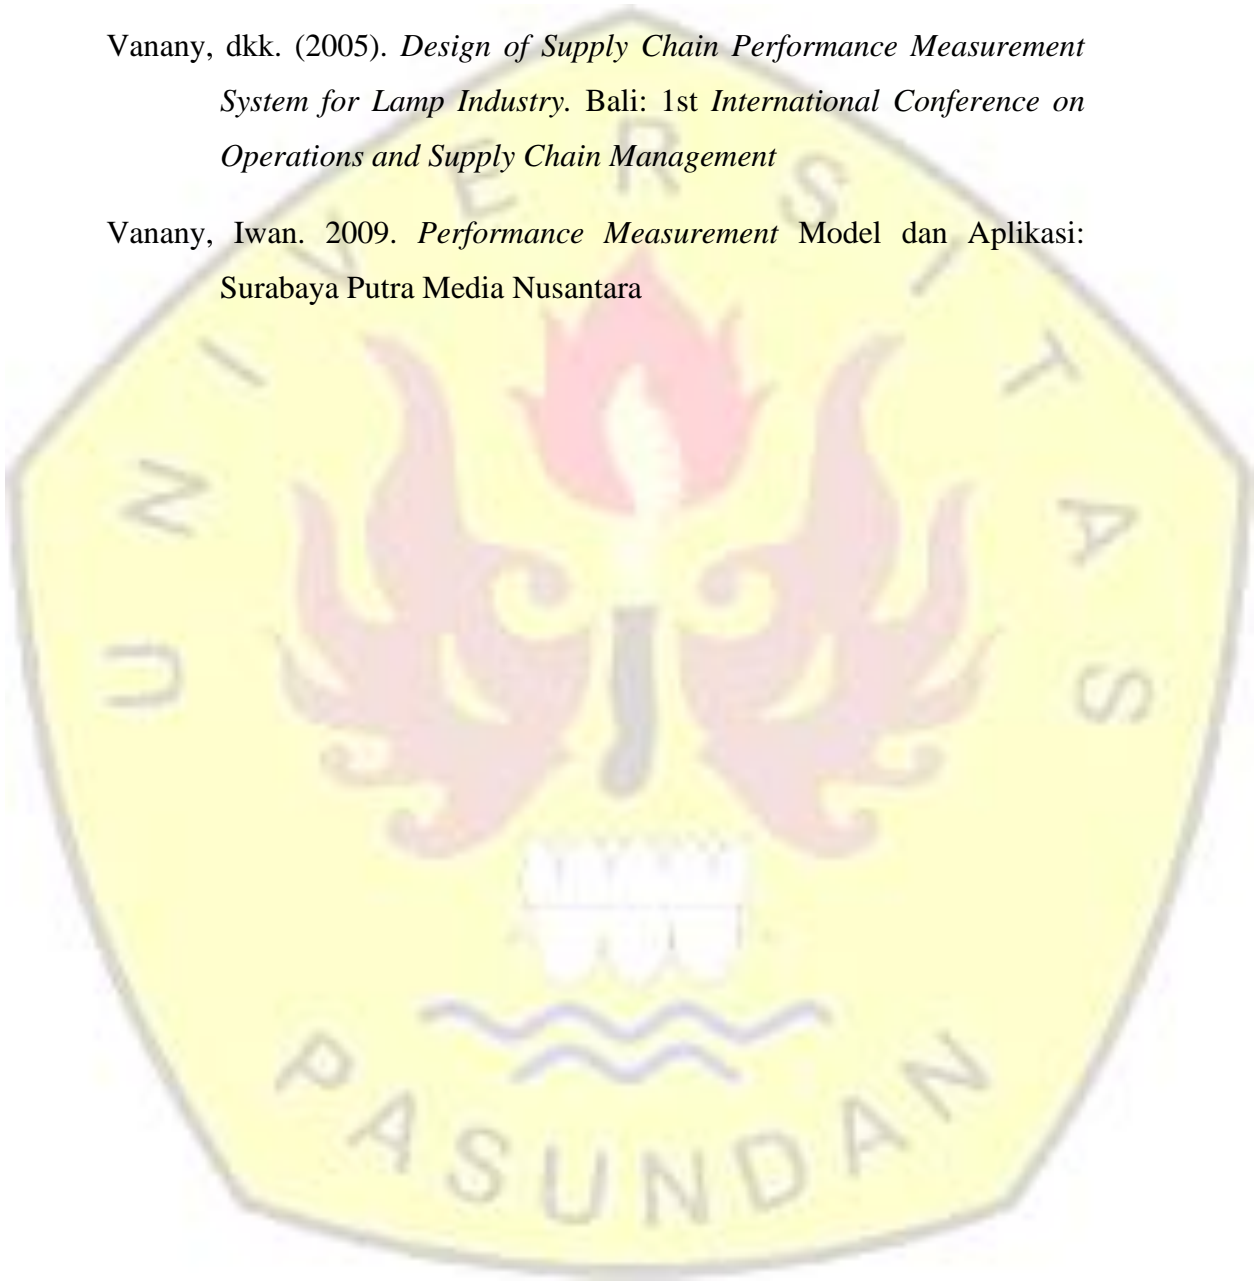 Vanany, dkk. (2005). Design of Supply Chain Performance Measurement
System for Lamp Industry. Bali: 1st International Conference on
Operations and Supply Chain Management
Vanany, Iwan. 2009. Performance Measurement Model dan Aplikasi:
Surabaya Putra Media Nusantara
UNIVERSITAS
PASUNDAN